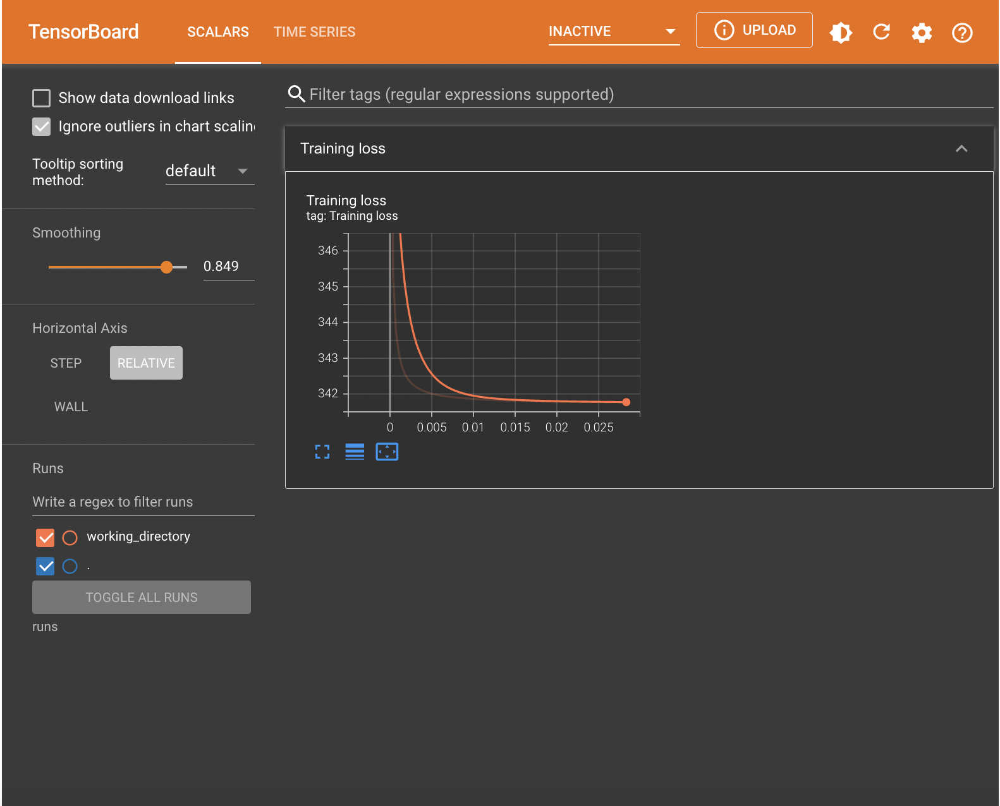 TensorBoard
SCALARS
TIME SERIES
INACTIVE
UPLOAD
Show data download links
Ignore outliers in chart scaling
Tooltip sorting
method:
default
Smoothing
0.849
Horizontal Axis
STEP
RELATIVE
WALL
Runs
Write a regex to filter runs
working_directory
.
TOGGLE ALL RUNS
runs
Filter tags (regular expressions supported)
Training loss
Training loss
tag: Training loss
346
345
344
343
342
0 0.005 0.01 0.015 0.02 0.025